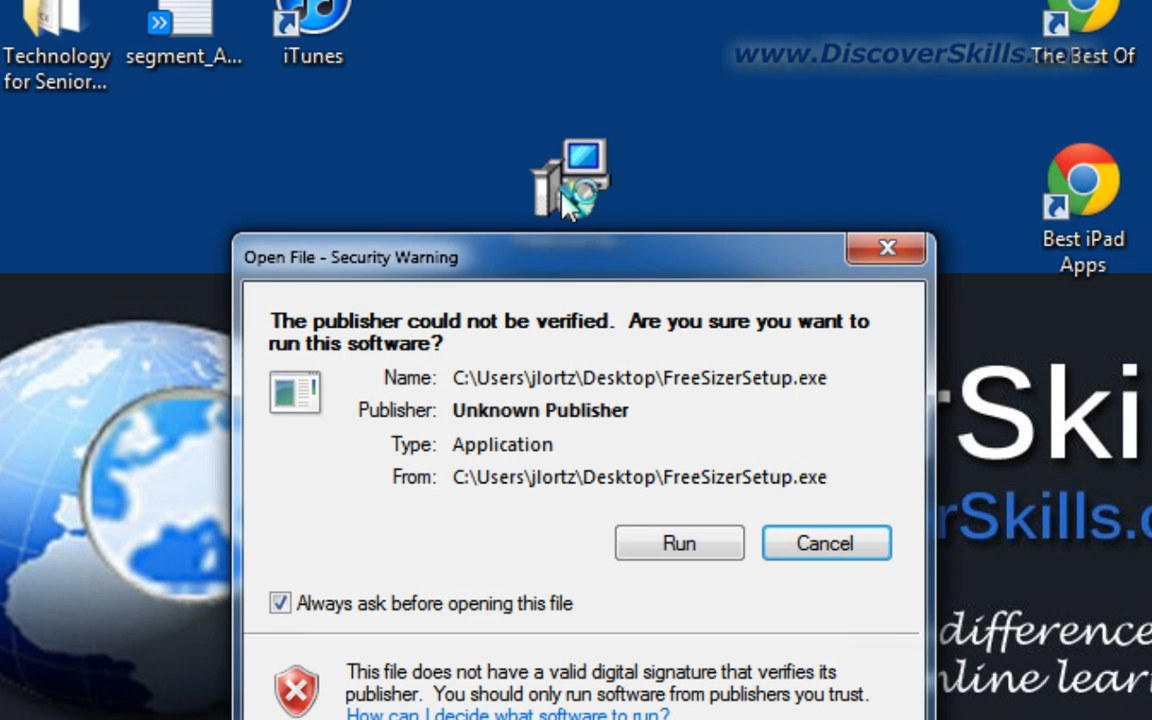 Technology
for Senior...
segment_A...
iTunes
www.DiscoverSkills.
The Best Of
Best iPad
Apps
Open File - Security Warning
The publisher could not be verified. Are you sure you want to
run this software?
Name: C:\Users\jlortz\Desktop\FreeSizerSetup.exe
Publisher: Unknown Publisher
Type: Application
From: C:\Users\jlortz\Desktop\FreeSizerSetup.exe
Run
Cancel
Always ask before opening this file
This file does not have a valid digital signature that verifies its
publisher. You should only run software from publishers you trust.
How can I decide what software to run?
rSki
rSkills.c
difference
nline lear